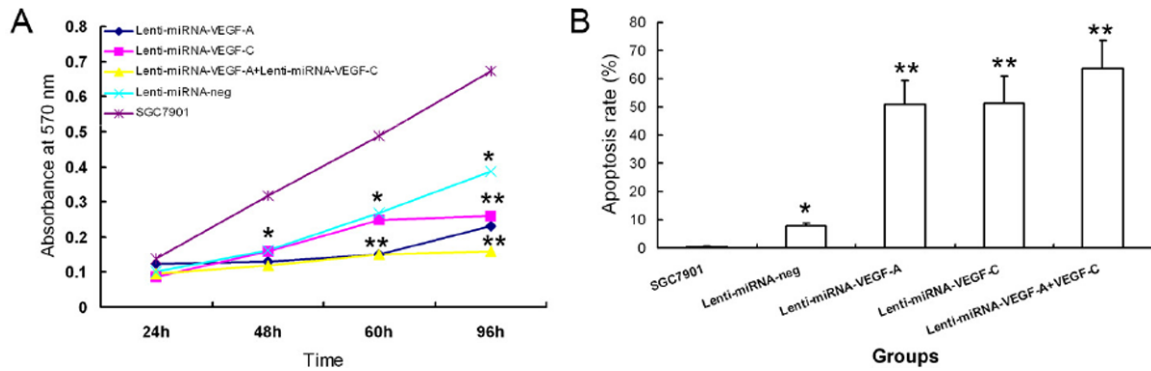 A
Lenti-miRNA-VEGF-A
Lenti-miRNA-VEGF-C
Lenti-miRNA-VEGF-A+Lenti-miRNA-VEGF-C
Lenti-miRNA-neg
SGC7901
Absorbance at 570 nm
0.8
0.7
0.6
0.5
0.4
0.3
0.2
0.1
0
*
*
*
**
**
**
24h
48h
60h
96h
Time
B
Apoptosis rate (%)
80
70
60
50
40
30
20
10
0
*
**
**
**
SGC7901
Lenti-miRNA-neg
Lenti-miRNA-VEGF-A
Lenti-miRNA-VEGF-C
Lenti-miRNA-VEGF-A+VEGF-C
Groups